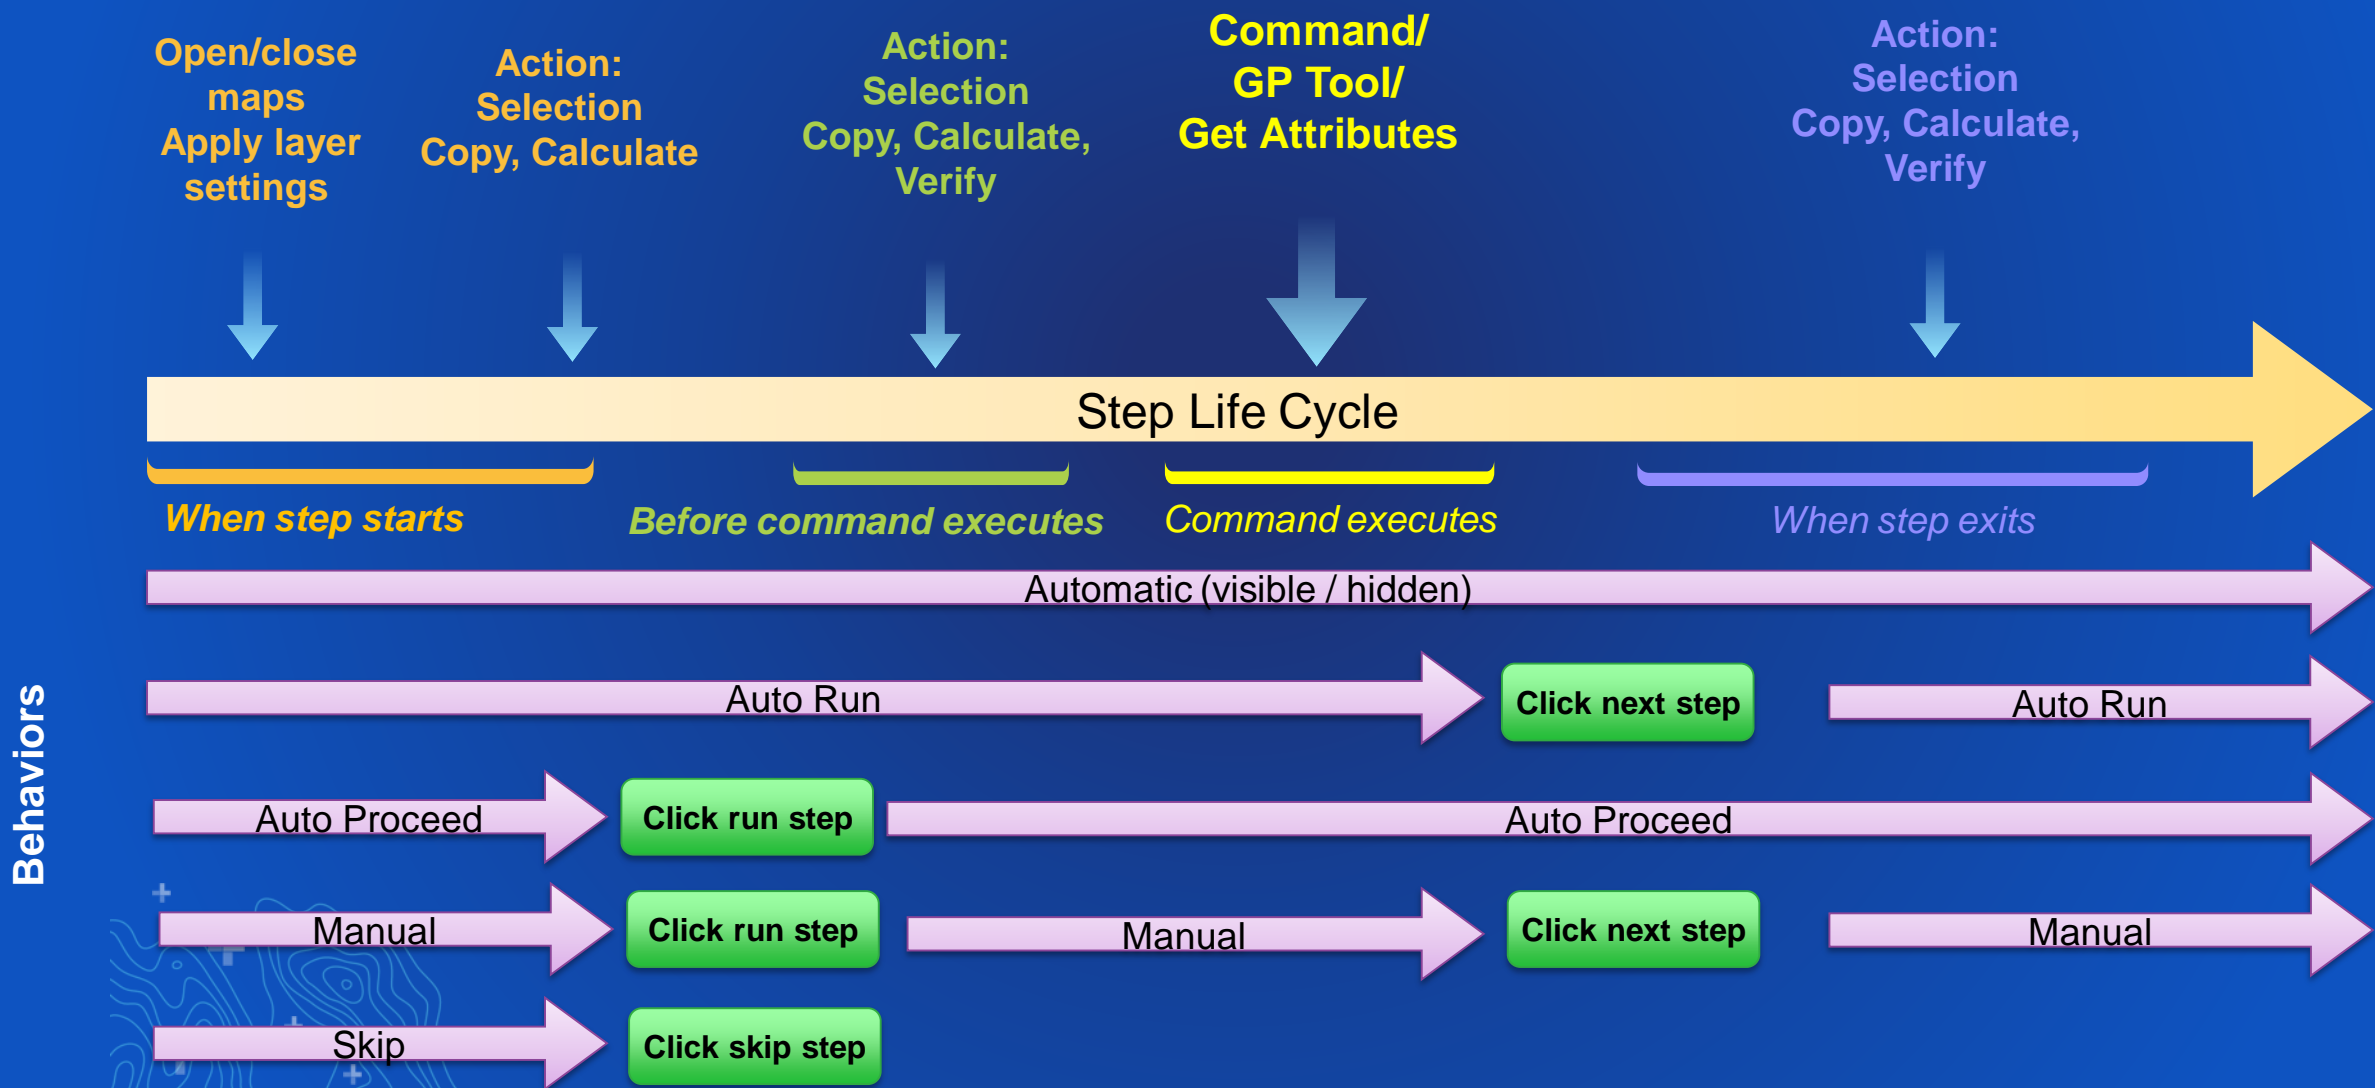 Open/close
maps
Apply layer
settings
Action:
Selection
Copy, Calculate
Action:
Selection
Copy, Calculate,
Verify
Command/
GP Tool/
Get Attributes
Action:
Selection
Copy, Calculate,
Verify
Step Life Cycle
When step starts
Before command executes
Command executes
When step exits
Behaviors
Automatic (visible / hidden)
Auto Run
Click next step
Auto Run
Auto Proceed
Click run step
Auto Proceed
Manual
Click run step
Manual
Click next step
Manual
Skip
Click skip step